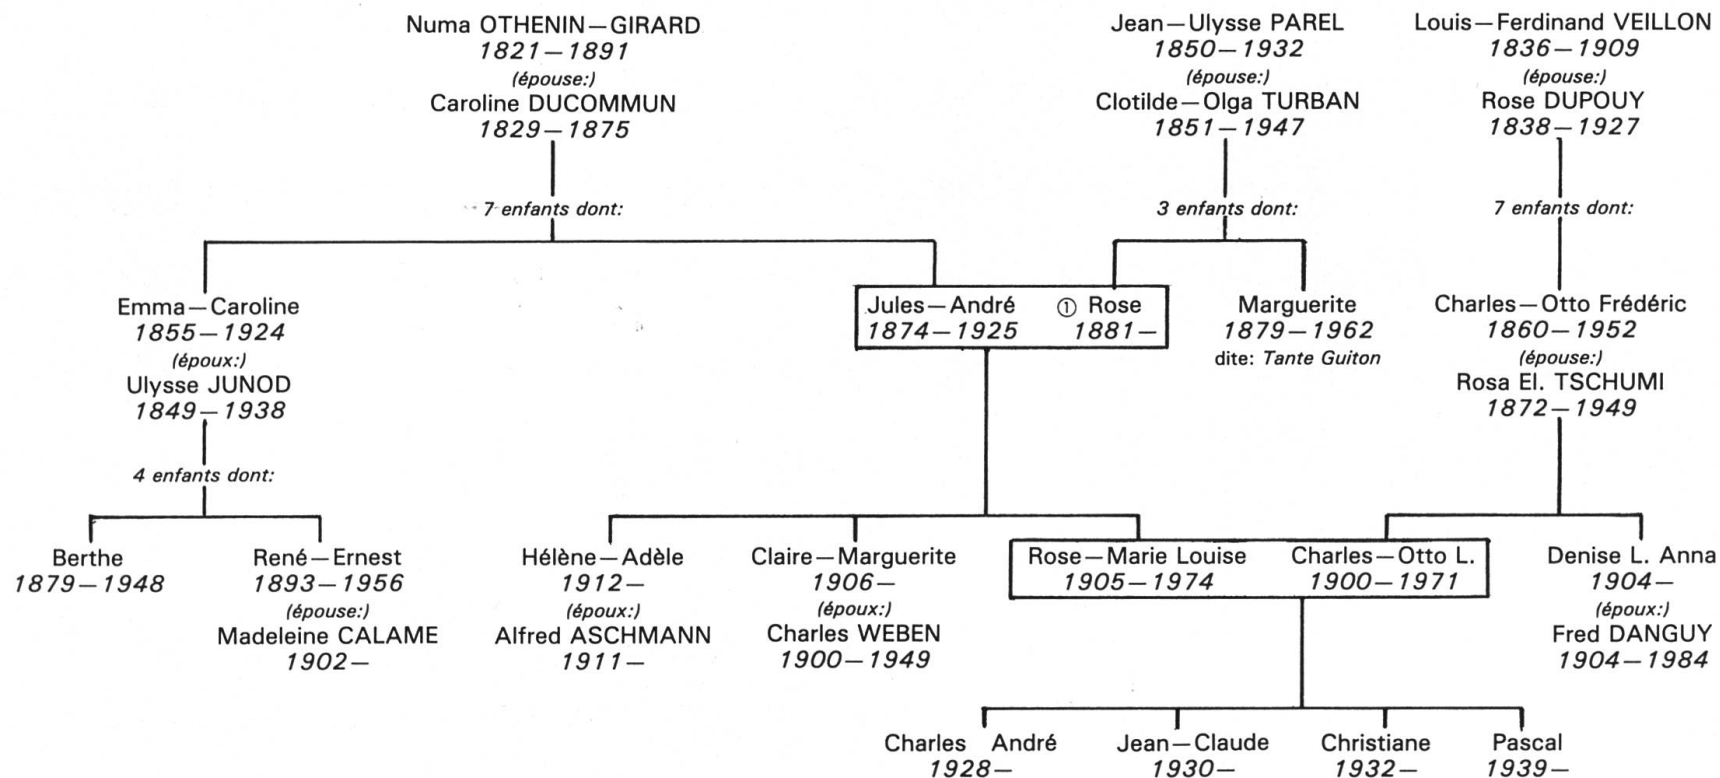 Numa OTHENIN—GIRARD
1821—1891
(épouse:)
Caroline DUCOMMUN
1829—1875
7 enfants dont:
Jean—Ulysse PAREL
1850—1932
(épouse:)
Clotilde—Olga TURBAN
1851—1947
3 enfants dont:
Louis—Ferdinand VEILLON
1836—1909
(épouse:)
Rose DUPOUY
1838—1927
7 enfants dont:
Emma—Caroline
1855—1924
(époux:)
Ulysse JUNOD
1849—1938
4 enfants dont:
Jules—André
1874—1925
① Rose
1881—
Marguerite
1879—1962
dite: Tante Guiton
Charles—Otto Frédéric
1860—1952
(épouse:)
Rosa El. TSCHUMI
1872—1949
Berthe
1879—1948
René—Ernest
1893—1956
(épouse:)
Madeleine CALAME
1902—
Hélène—Adèle
1912—
(époux:)
Alfred ASCHMANN
1911—
Claire—Marguerite
1906—
(époux:)
Charles WEBEN
1900—1949
Rose—Marie Louise
1905—1974
Charles—Otto L.
1900—1971
Denise L. Anna
1904—
(époux:)
Fred DANGUY
1904—1984
Charles André
1928—
Jean—Claude
1930—
Christiane
1932—
Pascal
1939—